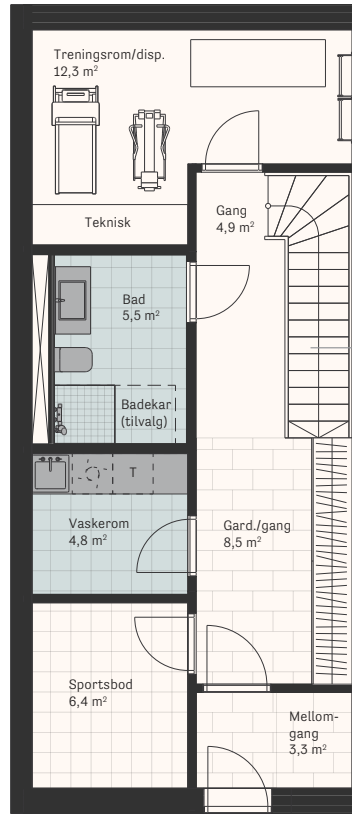 Treningsrom/disp.
12,3 m²
Teknisk
Gang
4,9 m²
Bad
5,5 m²
Badekar
(tilvalg)
T
Vaskerom
4,8 m²
Gard./gang
8,5 m²
Sportsbod
6,4 m²
Mellom-
gang
3,3 m²